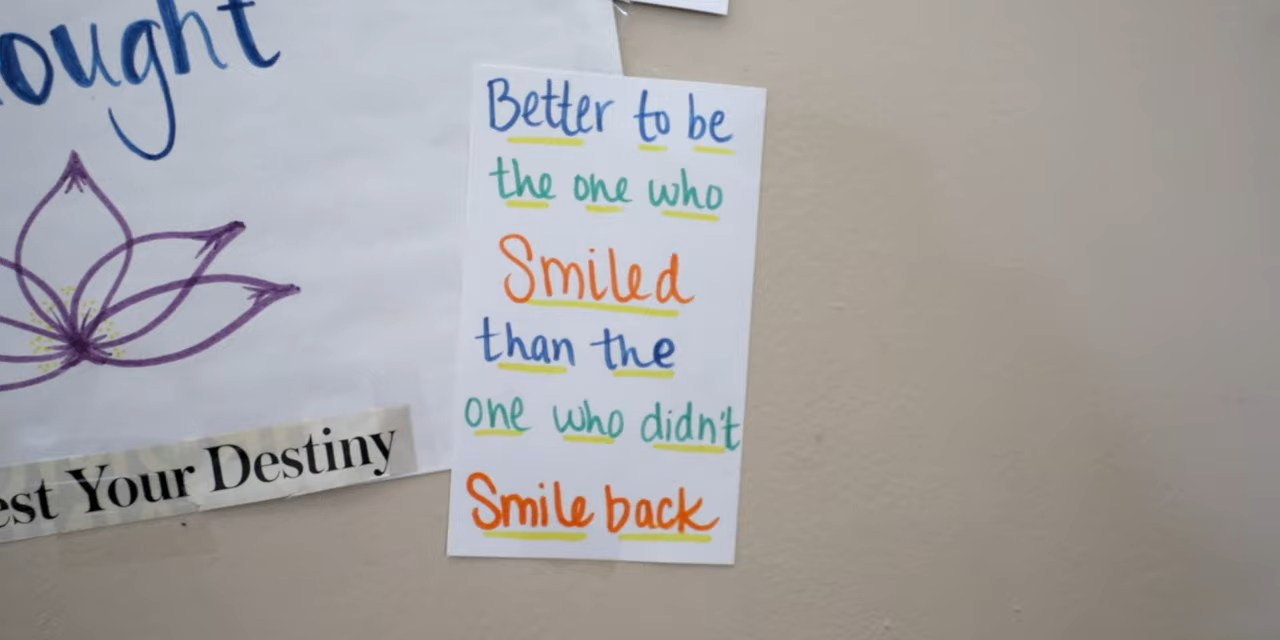 ought
Better to be
the one who
Smiled
than the
one who didn't
Smile back
est Your Destiny